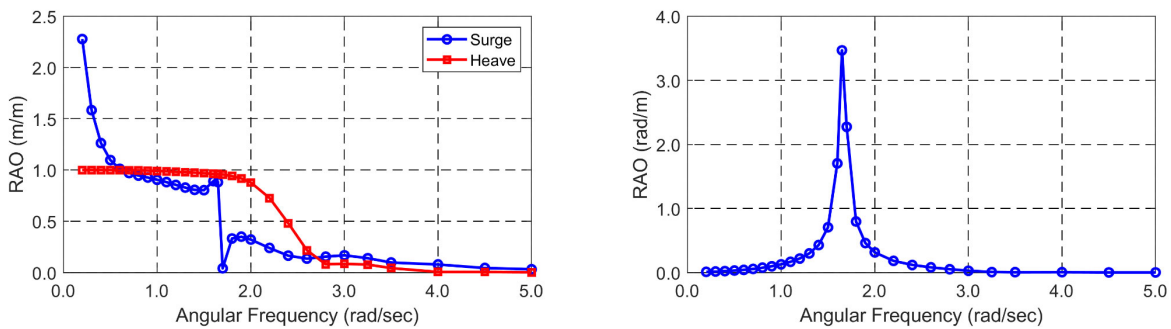 2.5
2.0
1.5
1.0
0.5
0.0
RAO (m/m)
0.0 1.0 2.0 3.0 4.0 5.0
Angular Frequency (rad/sec)
Surge
Heave
4.0
3.0
2.0
1.0
0.0
RAO (rad/m)
0.0 1.0 2.0 3.0 4.0 5.0
Angular Frequency (rad/sec)